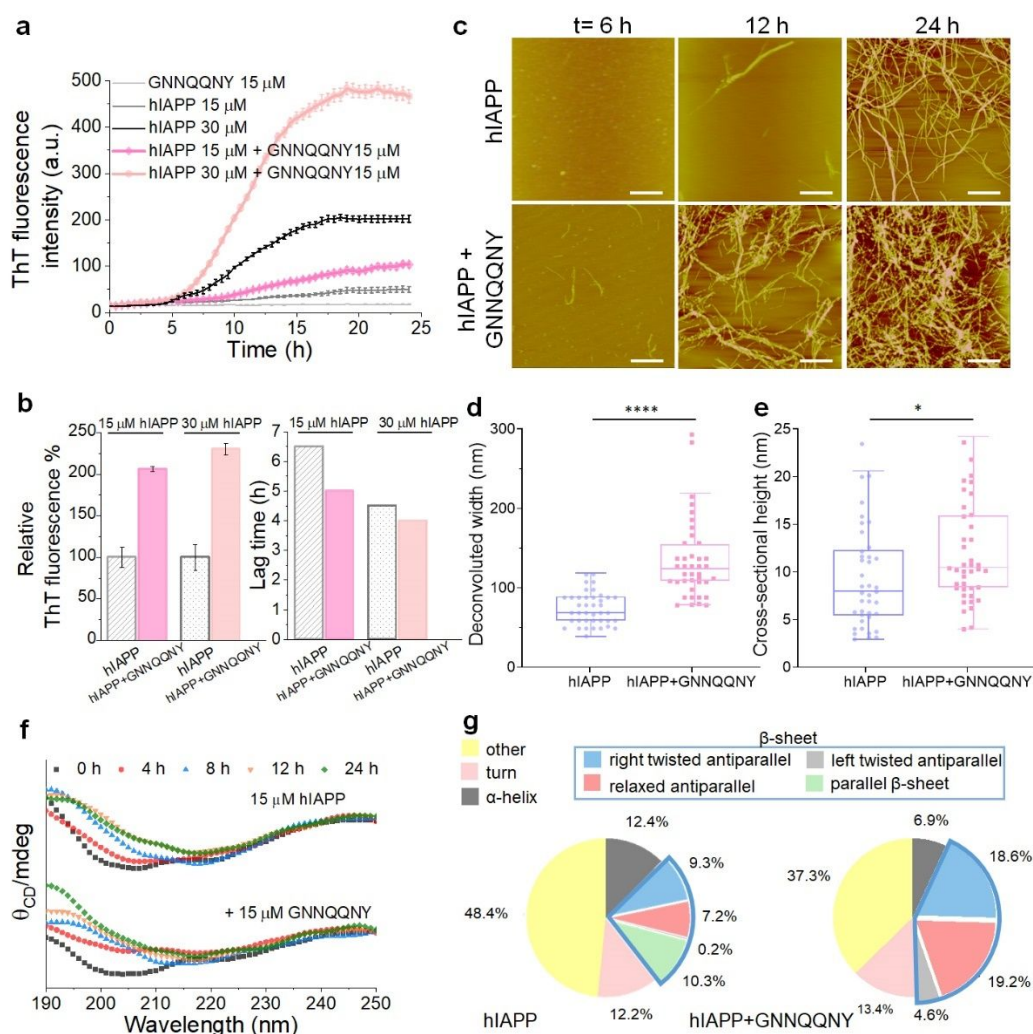 a
ThT fluorescence
intensity (a.u.)
500
400
300
200
100
0
GNNQQNY 15 μM
hIAPP 15 μM
hIAPP 30 μM
hIAPP 15 μM + GNNQQNY15 μM
hIAPP 30 μM + GNNQQNY15 μM
0 5 10 15 20 25
Time (h)
c
t= 6 h 12 h 24 h
hIAPP
hIAPP +
GNNQQNY
b
Relative
ThT fluorescence %
15 μM hIAPP 30 μM hIAPP
250
200
150
100
50
0
hIAPP
hIAPP+GNNQQNY
hIAPP
hIAPP+GNNQQNY
Lag time (h)
15 μM hIAPP 30 μM hIAPP
7
6
5
4
3
2
1
0
hIAPP
hIAPP+GNNQQNY
hIAPP
hIAPP+GNNQQNY
d
Deconvoluted width (nm)
****
300
200
100
0
hIAPP hIAPP+GNNQQNY
e
Cross-sectional height (nm)
*
25
20
15
10
5
0
hIAPP hIAPP+GNNQQNY
f
θCD/mdeg
0 h 4 h 8 h 12 h 24 h
15 μM hIAPP
+ 15 μM GNNQQNY
190 200 210 220 230 240 250
Wavelength (nm)
g
other
turn
α-helix
β-sheet
right twisted antiparallel left twisted antiparallel
relaxed antiparallel parallel β-sheet
12.4%
9.3%
7.2%
0.2%
10.3%
12.2%
48.4%
hIAPP
6.9%
18.6%
19.2%
4.6%
13.4%
37.3%
hIAPP+GNNQQNY